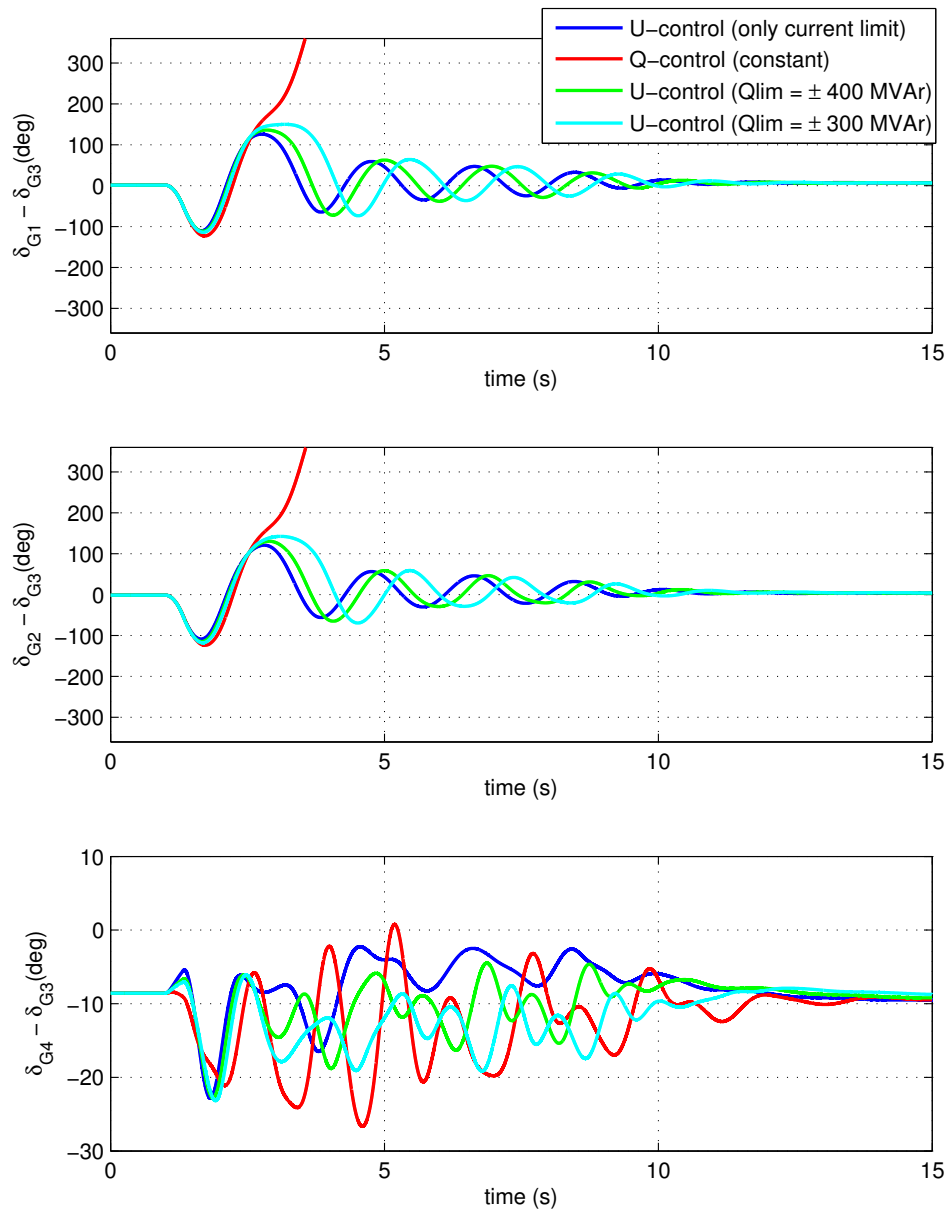 U−control (only current limit)
Q−control (constant)
U−control (Qlim = ± 400 MVAr)
U−control (Qlim = ± 300 MVAr)
300
200
100
0
−100
−200
−300
δG1 − δG3(deg)
0 5 10 15
time (s)
300
200
100
0
−100
−200
−300
δG2 − δG3(deg)
0 5 10 15
time (s)
10
0
−10
−20
−30
δG4 − δG3(deg)
0 5 10 15
time (s)